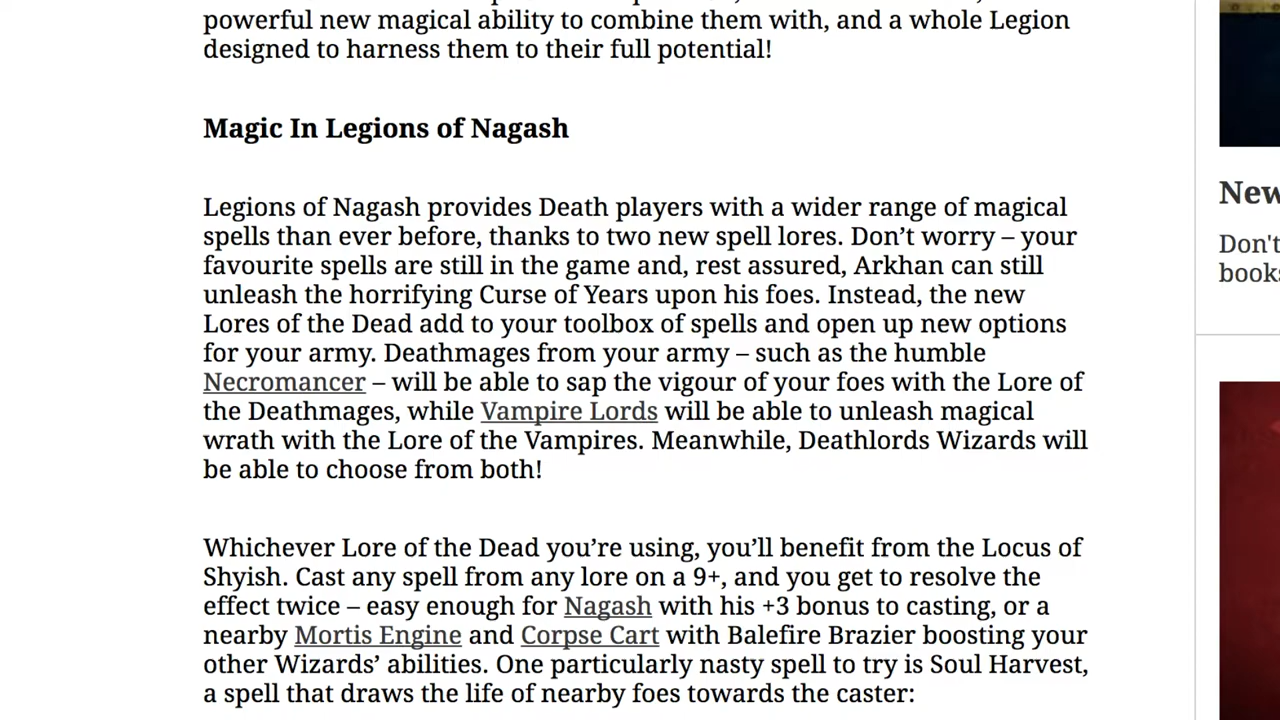 powerful new magical ability to combine them with, and a whole Legion
designed to harness them to their full potential!
Magic In Legions of Nagash
Legions of Nagash provides Death players with a wider range of magical
spells than ever before, thanks to two new spell lores. Don’t worry – your
favourite spells are still in the game and, rest assured, Arkhan can still
unleash the horrifying Curse of Years upon his foes. Instead, the new
Lores of the Dead add to your toolbox of spells and open up new options
for your army. Deathmages from your army – such as the humble
Necromancer – will be able to sap the vigour of your foes with the Lore of
the Deathmages, while Vampire Lords will be able to unleash magical
wrath with the Lore of the Vampires. Meanwhile, Deathlords Wizards will
be able to choose from both!
Whichever Lore of the Dead you’re using, you’ll benefit from the Locus of
Shyish. Cast any spell from any lore on a 9+, and you get to resolve the
effect twice – easy enough for Nagash with his +3 bonus to casting, or a
nearby Mortis Engine and Corpse Cart with Balefire Brazier boosting your
other Wizards’ abilities. One particularly nasty spell to try is Soul Harvest,
a spell that draws the life of nearby foes towards the caster:
New
Don't
books